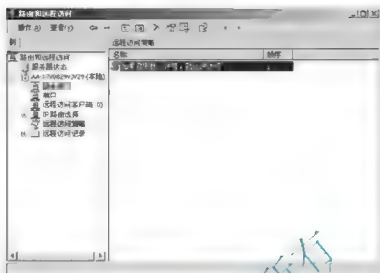 路由和远程访问
操作(A) 查看(V)
树
远程访问策略
路由和远程访问
服务器状态
(本地)
端口
远程访问客户端 (0)
IP 路由选择
远程访问策略
远程访问记录
名称
顺序